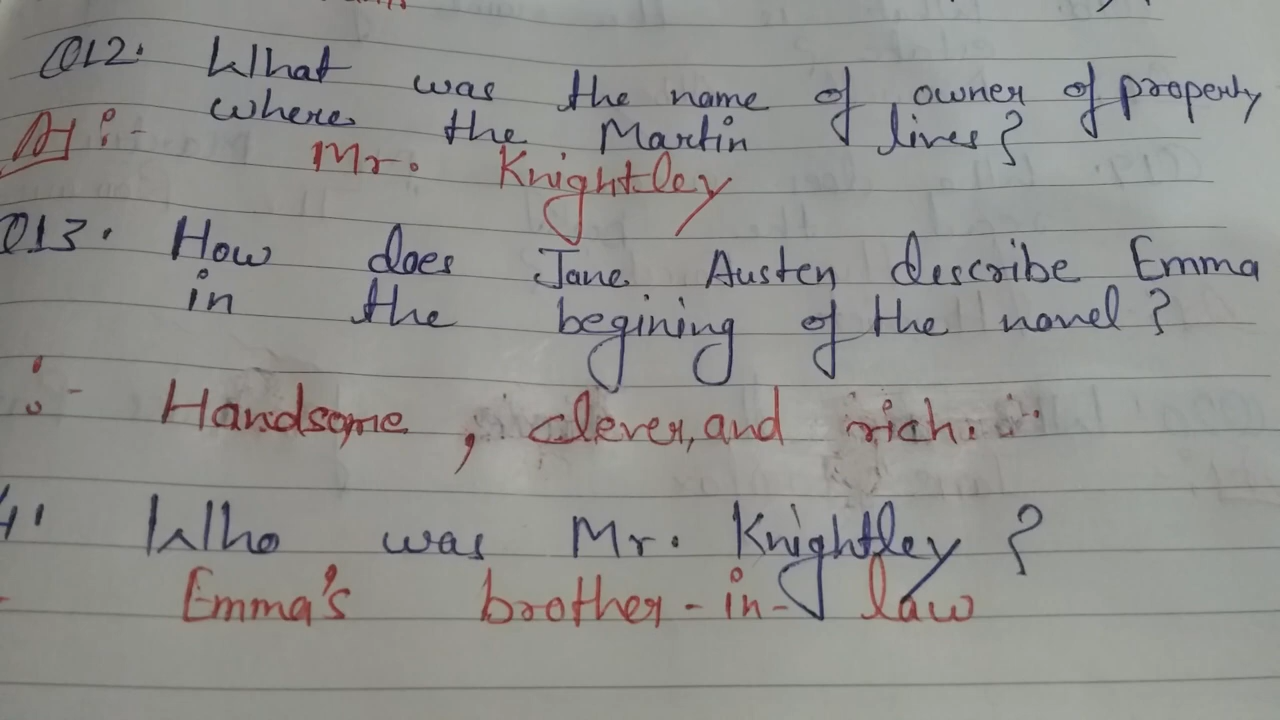 Q12. What was the name of owner of property
where the Martin lives?
A :- Mr. Knightley
Q13. How does Jane Austen describe Emma
in the begining of the novel ?
:- Handsome , clever, and rich.
Who was Mr. Knightley ?
Emma's brother-in-law